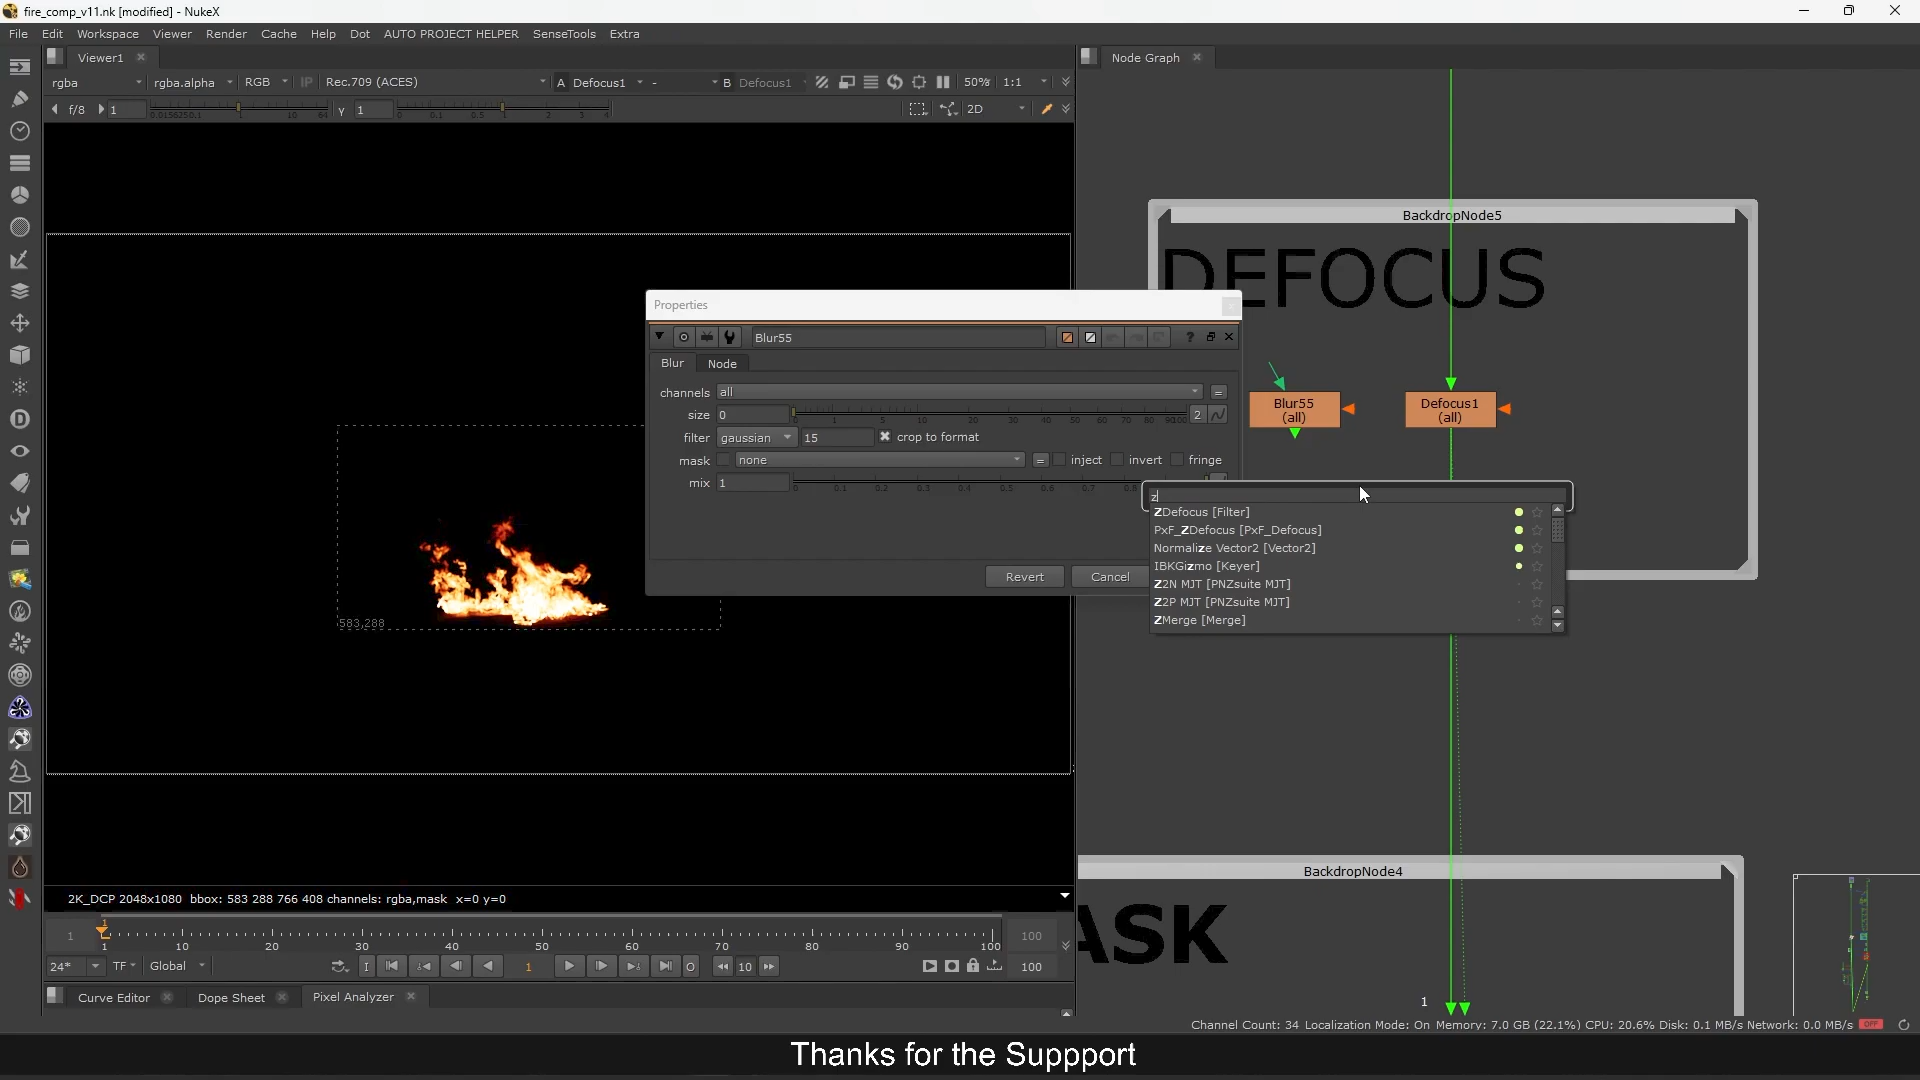 fire_comp_v11.nk [modified] - NukeX
File Edit Workspace Viewer Render Cache Help Dot AUTO PROJECT HELPER SenseTools Extra
Viewer1
Node Graph
rgba rgba.alpha RGB IP Rec.709 (ACES) A Defocus1 - B Defocus1 50% 1:1
f/8 1 Y 1 2D
BackdropNode5
DEFOCUS
Properties
Blur55
Blur Node
channels all
size 0 2
filter gaussian 15 crop to format
mask none = inject invert fringe
mix 1
Revert Cancel
Blur55
(all)
Defocus1
(all)
z
ZDefocus [Filter]
PxF_ZDefocus [PxF_Defocus]
Normalize Vector2 [Vector2]
IBKGizmo [Keyer]
Z2N MJT [PNZsuite MJT]
Z2P MJT [PNZsuite MJT]
ZMerge [Merge]
583,288
BackdropNode4
ASK
1
2K_DCP 2048x1080 bbox: 583 288 766 408 channels: rgba,mask x=0 y=0
1 1 100
1 10 20 30 40 50 60 70 80 90 100
24* TF Global 1 10 100
Curve Editor Dope Sheet Pixel Analyzer
Channel Count: 34 Localization Mode: On Memory: 7.0 GB (22.1%) CPU: 20.6% Disk: 0.1 MB/s Network: 0.0 MB/s OFF
Thanks for the Suppport